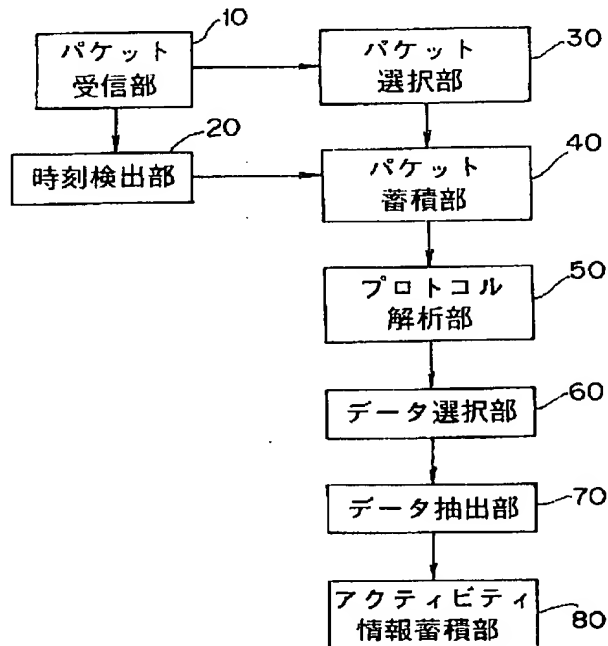 10
パケット
受信部
30
パケット
選択部
20
時刻検出部
40
パケット
蓄積部
50
プロトコル
解析部
60
データ選択部
70
データ抽出部
80
アクティビティ
情報蓄積部